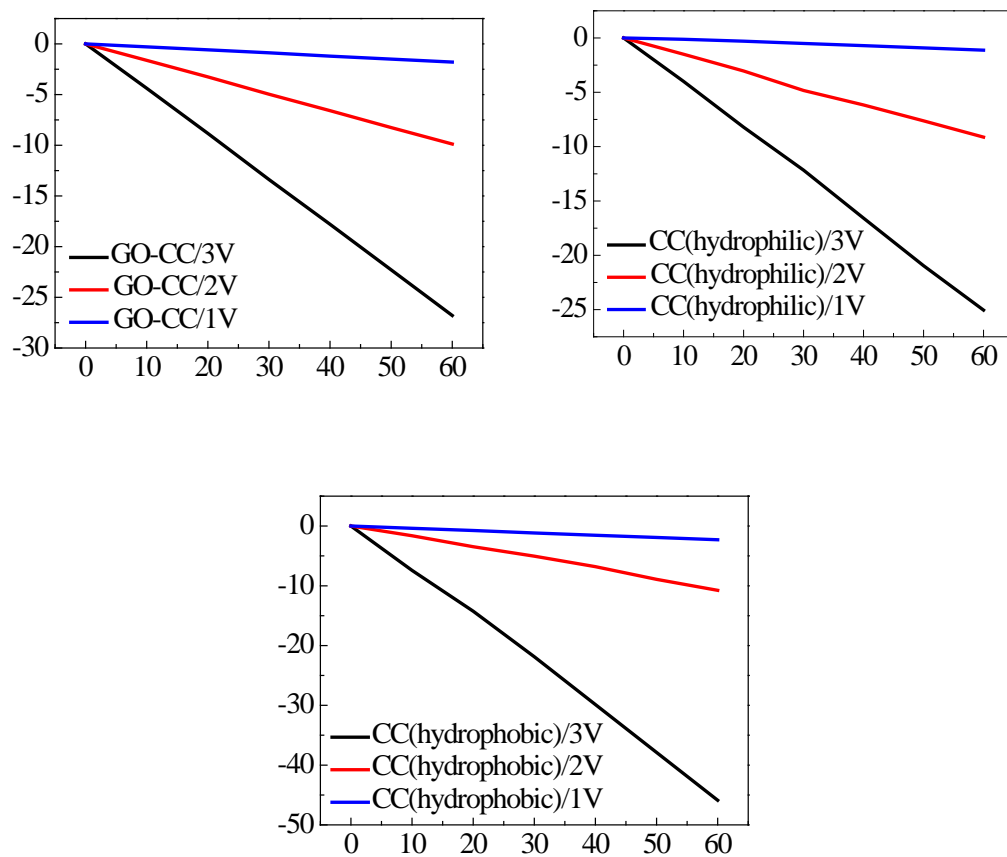 0
-5
-10
-15
-20
-25
-30
GO-CC/3V
GO-CC/2V
GO-CC/1V
0 10 20 30 40 50 60
0
-5
-10
-15
-20
-25
CC(hydrophilic)/3V
CC(hydrophilic)/2V
CC(hydrophilic)/1V
0 10 20 30 40 50 60
0
-10
-20
-30
-40
-50
CC(hydrophobic)/3V
CC(hydrophobic)/2V
CC(hydrophobic)/1V
0 10 20 30 40 50 60